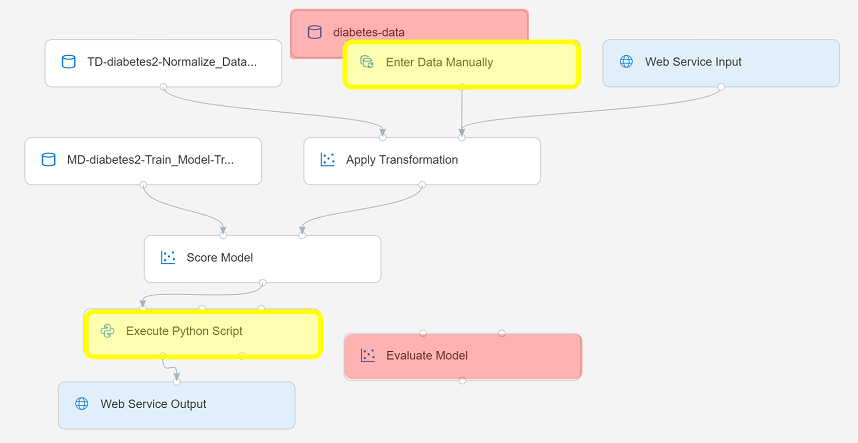 diabetes-data
TD-diabetes2-Normalize_Data...
Enter Data Manually
Web Service Input
MD-diabetes2-Train_Model-Tr...
Apply Transformation
Score Model
Execute Python Script
Evaluate Model
Web Service Output